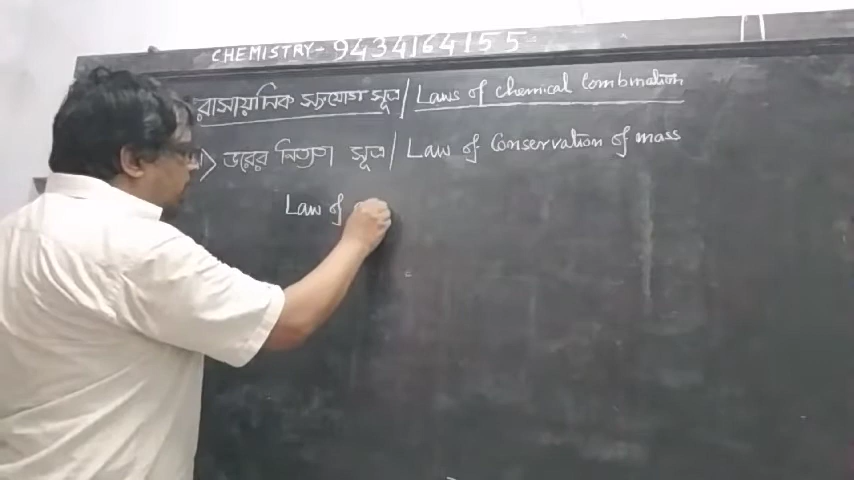 CHEMISTRY- 9434164155
রাসায়নিক সংযোগ সূত্র / Laws of chemical Combination
> ভরের নিত্যতা সূত্র / Law of Conservation of mass
Law of